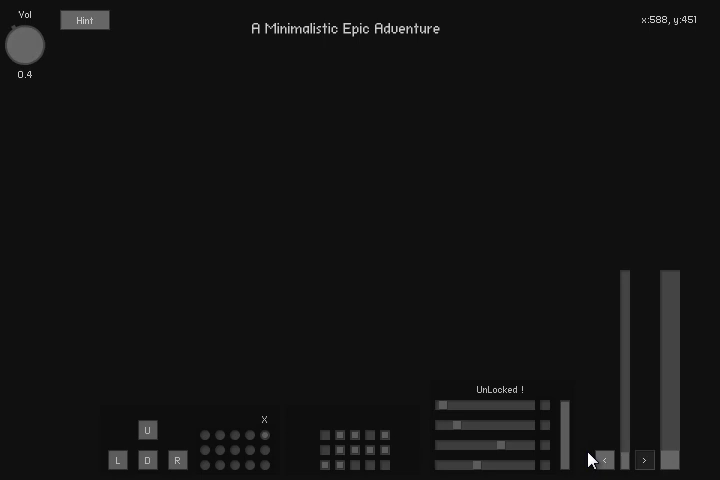 Vol
Hint
A Minimalistic Epic Adventure
x:588, y:451
0.4
UnLocked !
X
U
L D R
< >